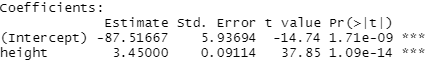 Coefficients:
Estimate Std. Error t value Pr(>|t|)
(Intercept) -87.51667 5.93694 -14.74 1.71e-09 ***
height 3.45000 0.09114 37.85 1.09e-14 ***